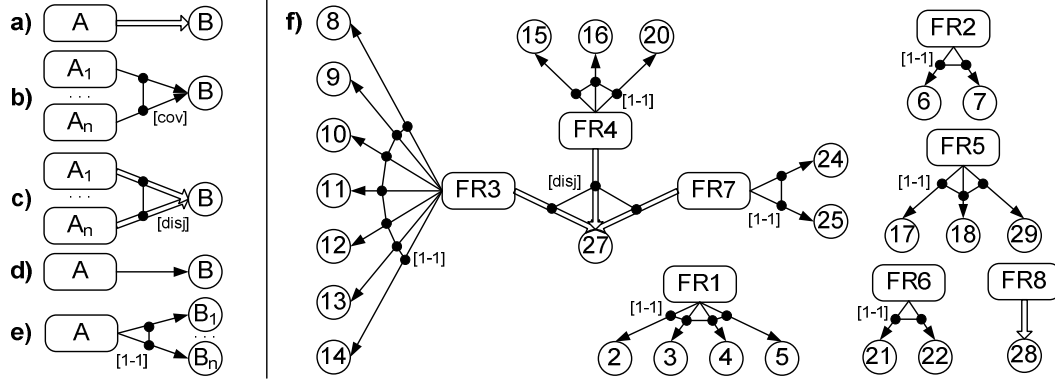 a) A B
A1
. . .
b) B
An
[cov]
A1
. . .
c) B
An
[disj]
d) A B
B1
e) A . . .
[1-1] Bn
f)
8
9
10
11
12
13
14
[1-1]
FR3
15 16 20
[1-1]
FR4
[disj]
27
FR7
24
25
[1-1]
FR1
[1-1]
2 3 4 5
FR2
[1-1]
6 7
FR5
[1-1]
17 18 29
FR6
[1-1]
21 22
FR8
28